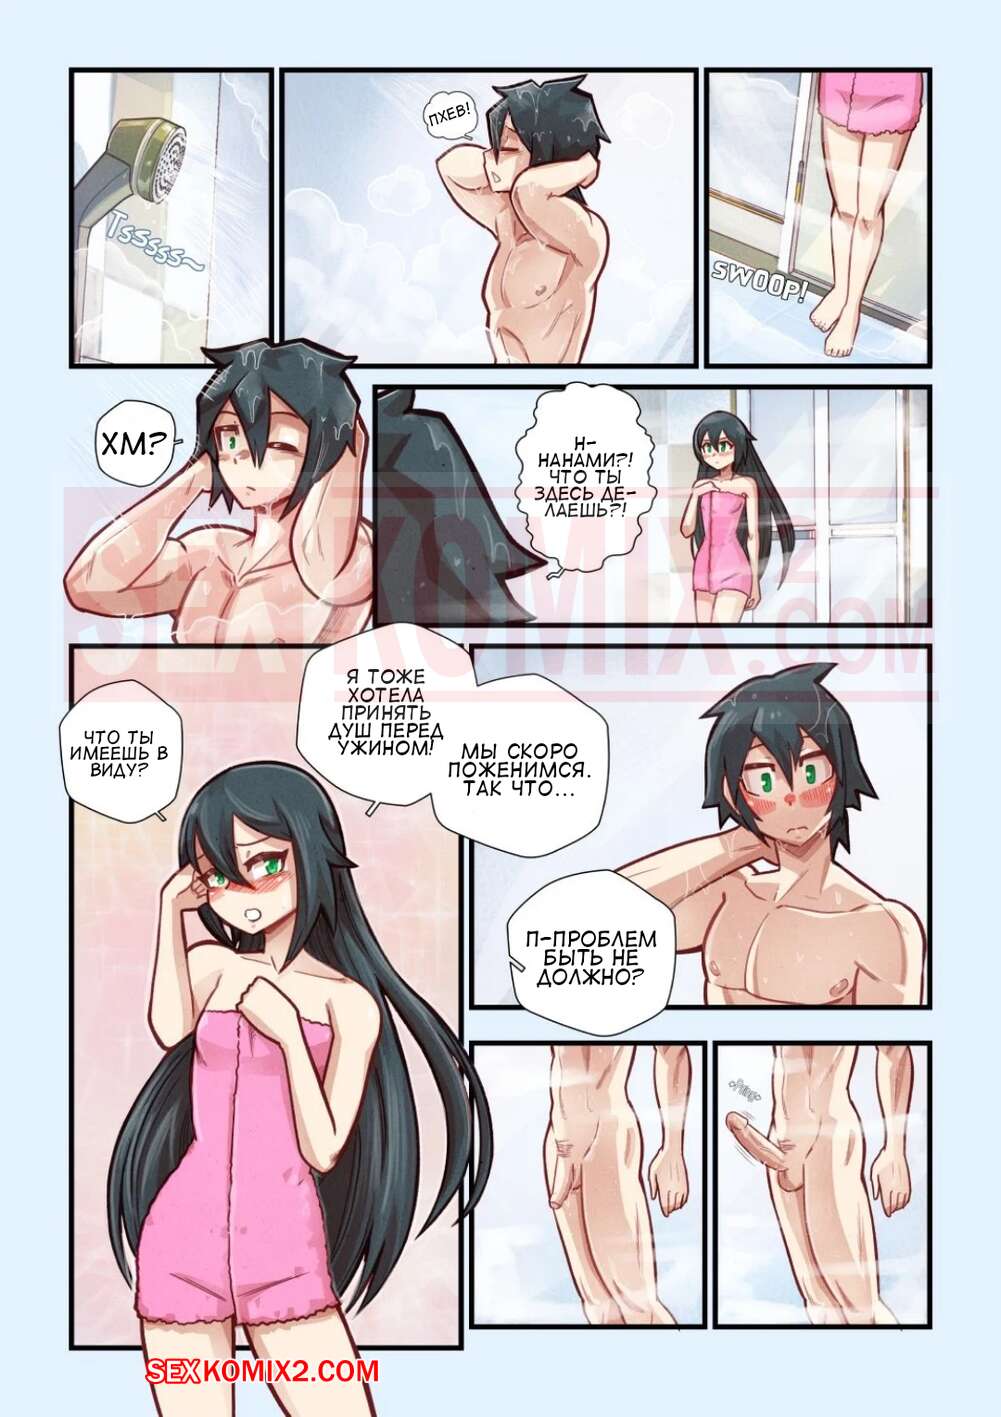 Tsssss~
ПХЕВ!
SWOOP!
ХМ?
Н-
НАНАМИ?!
ЧТО ТЫ
ЗДЕСЬ ДЕ-
ЛАЕШЬ?!
SEXKOMIX2
.COM
ЧТО ТЫ
ИМЕЕШЬ В
ВИДУ?
Я ТОЖЕ
ХОТЕЛА
ПРИНЯТЬ
ДУШ ПЕРЕД
УЖИНОМ!
МЫ СКОРО
ПОЖЕНИМСЯ.
ТАК ЧТО...
П-ПРОБЛЕМ
БЫТЬ НЕ
ДОЛЖНО?
SEXKOMIX2.COM